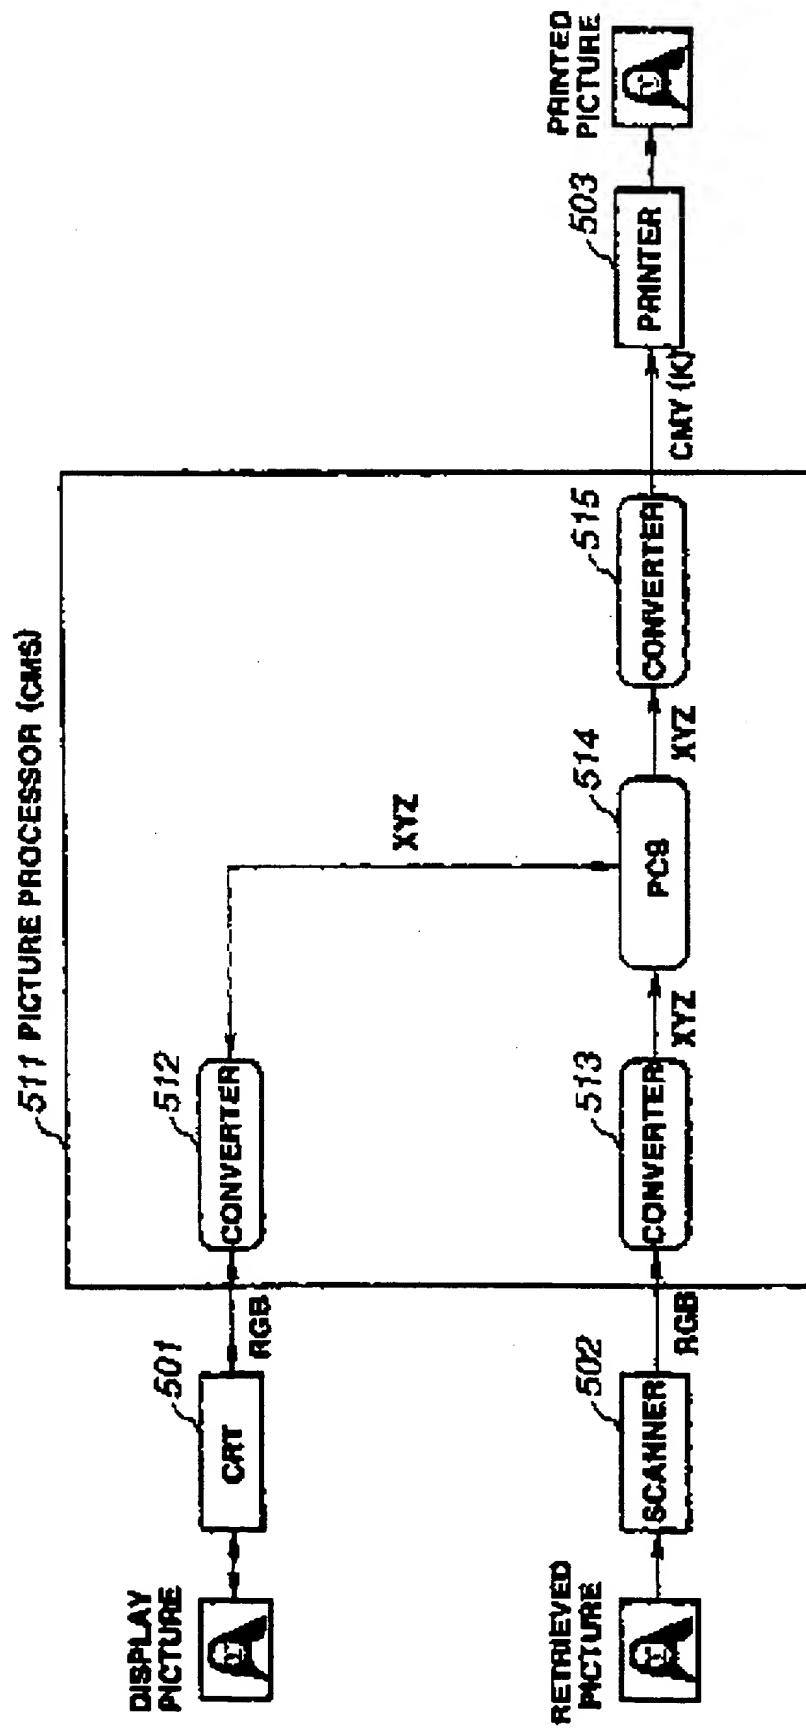 511 PICTURE PROCESSOR (CMS)
DISPLAY
PICTURE
501
CRT
RGB
512
CONVERTER
XYZ
RETRIEVED
PICTURE
502
SCANNER
RGB
513
CONVERTER
XYZ
514
PCS
XYZ
515
CONVERTER
CMY (K)
503
PRINTER
PRINTED
PICTURE